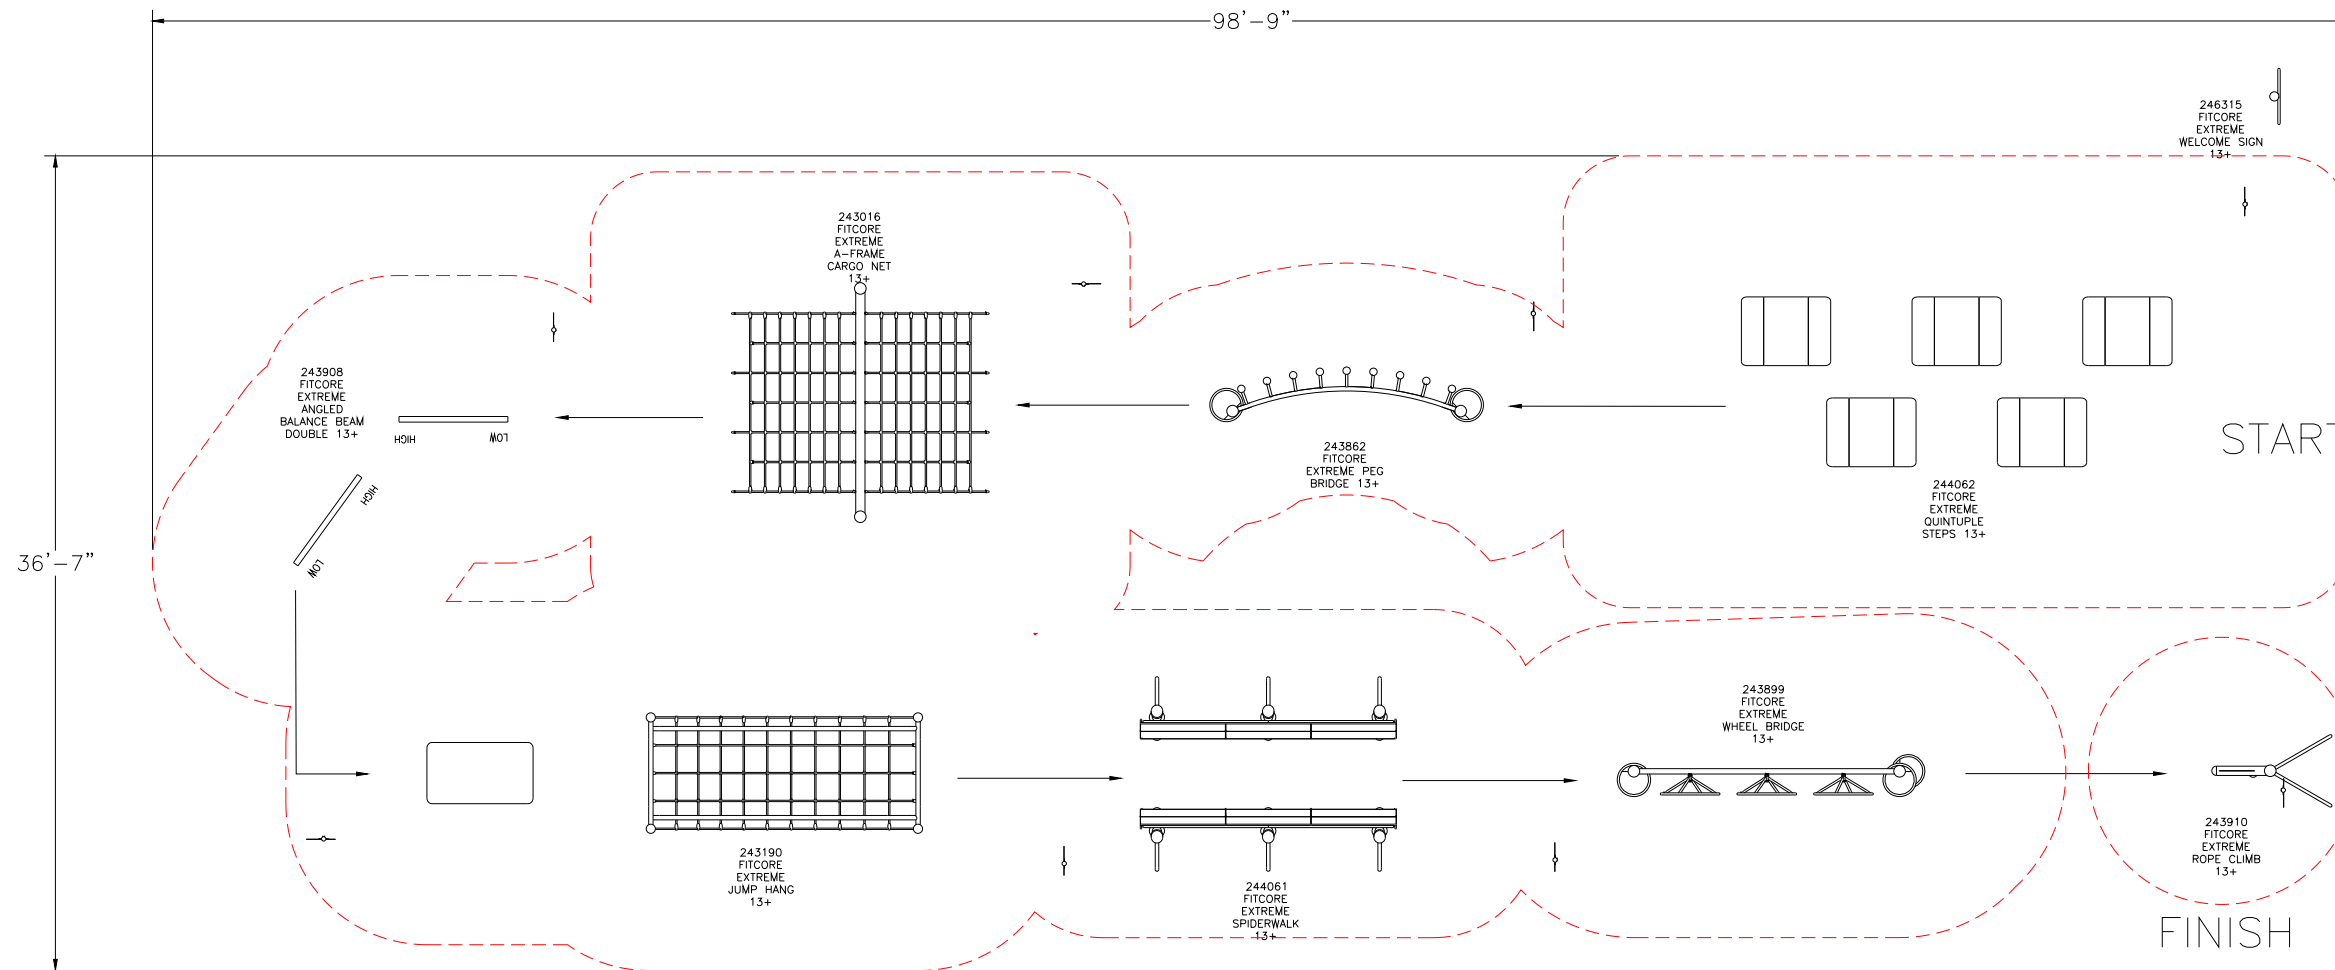 98'-9"
246315
FITCORE
EXTREME
WELCOME SIGN
13+
243016
FITCORE
EXTREME
A-FRAME
CARGO NET
13+
243908
FITCORE
EXTREME
ANGLED
BALANCE BEAM
DOUBLE 13+
HIGH
LOW
HIGH
LOW
243862
FITCORE
EXTREME PEG
BRIDGE 13+
START
244062
FITCORE
EXTREME
QUINTUPLE
STEPS 13+
36'-7"
243190
FITCORE
EXTREME
JUMP HANG
13+
244061
FITCORE
EXTREME
SPIDERWALK
13+
243899
FITCORE
EXTREME
WHEEL BRIDGE
13+
243910
FITCORE
EXTREME
ROPE CLIMB
13+
FINISH